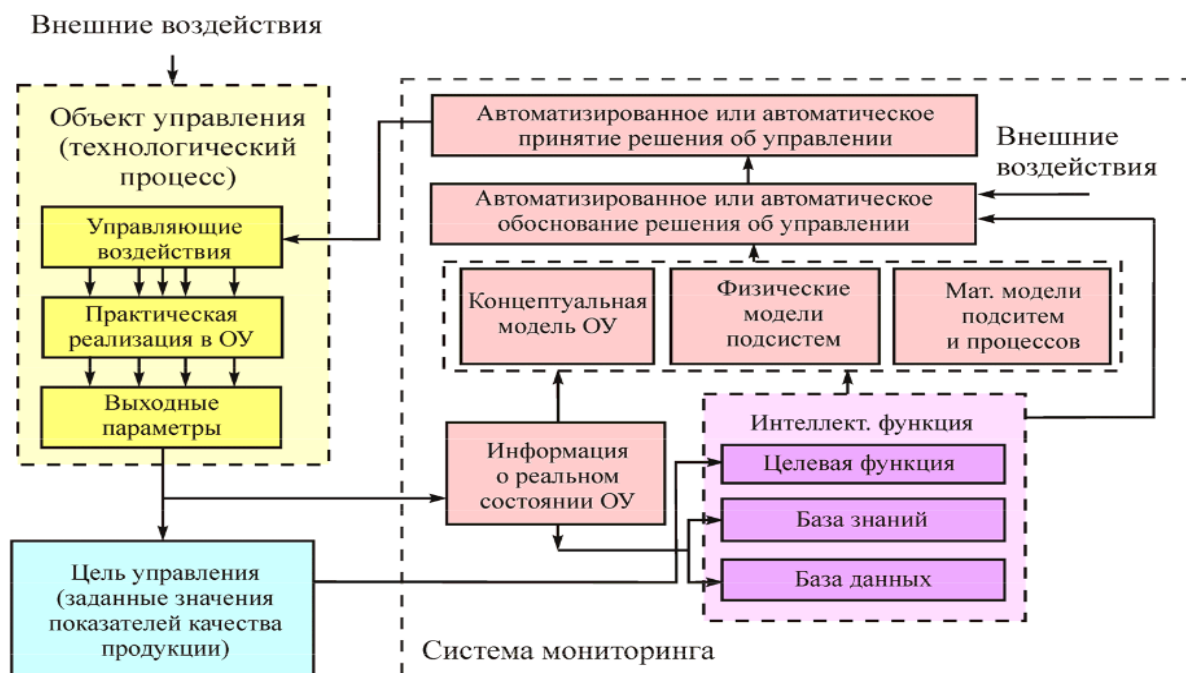 Внешние воздействия
Объект управления
(технологический
процесс)
Управляющие
воздействия
Практическая
реализация в ОУ
Выходные
параметры
Цель управления
(заданные значения
показателей качества
продукции)
Автоматизированное или автоматическое
принятие решения об управлении
Внешние
воздействия
Автоматизированное или автоматическое
обоснование решения об управлении
Концептуальная
модель ОУ
Физические
модели
подсистем
Мат. модели
подситем
и процессов
Информация
о реальном
состоянии ОУ
Интеллект. функция
Целевая функция
База знаний
База данных
Система мониторинга